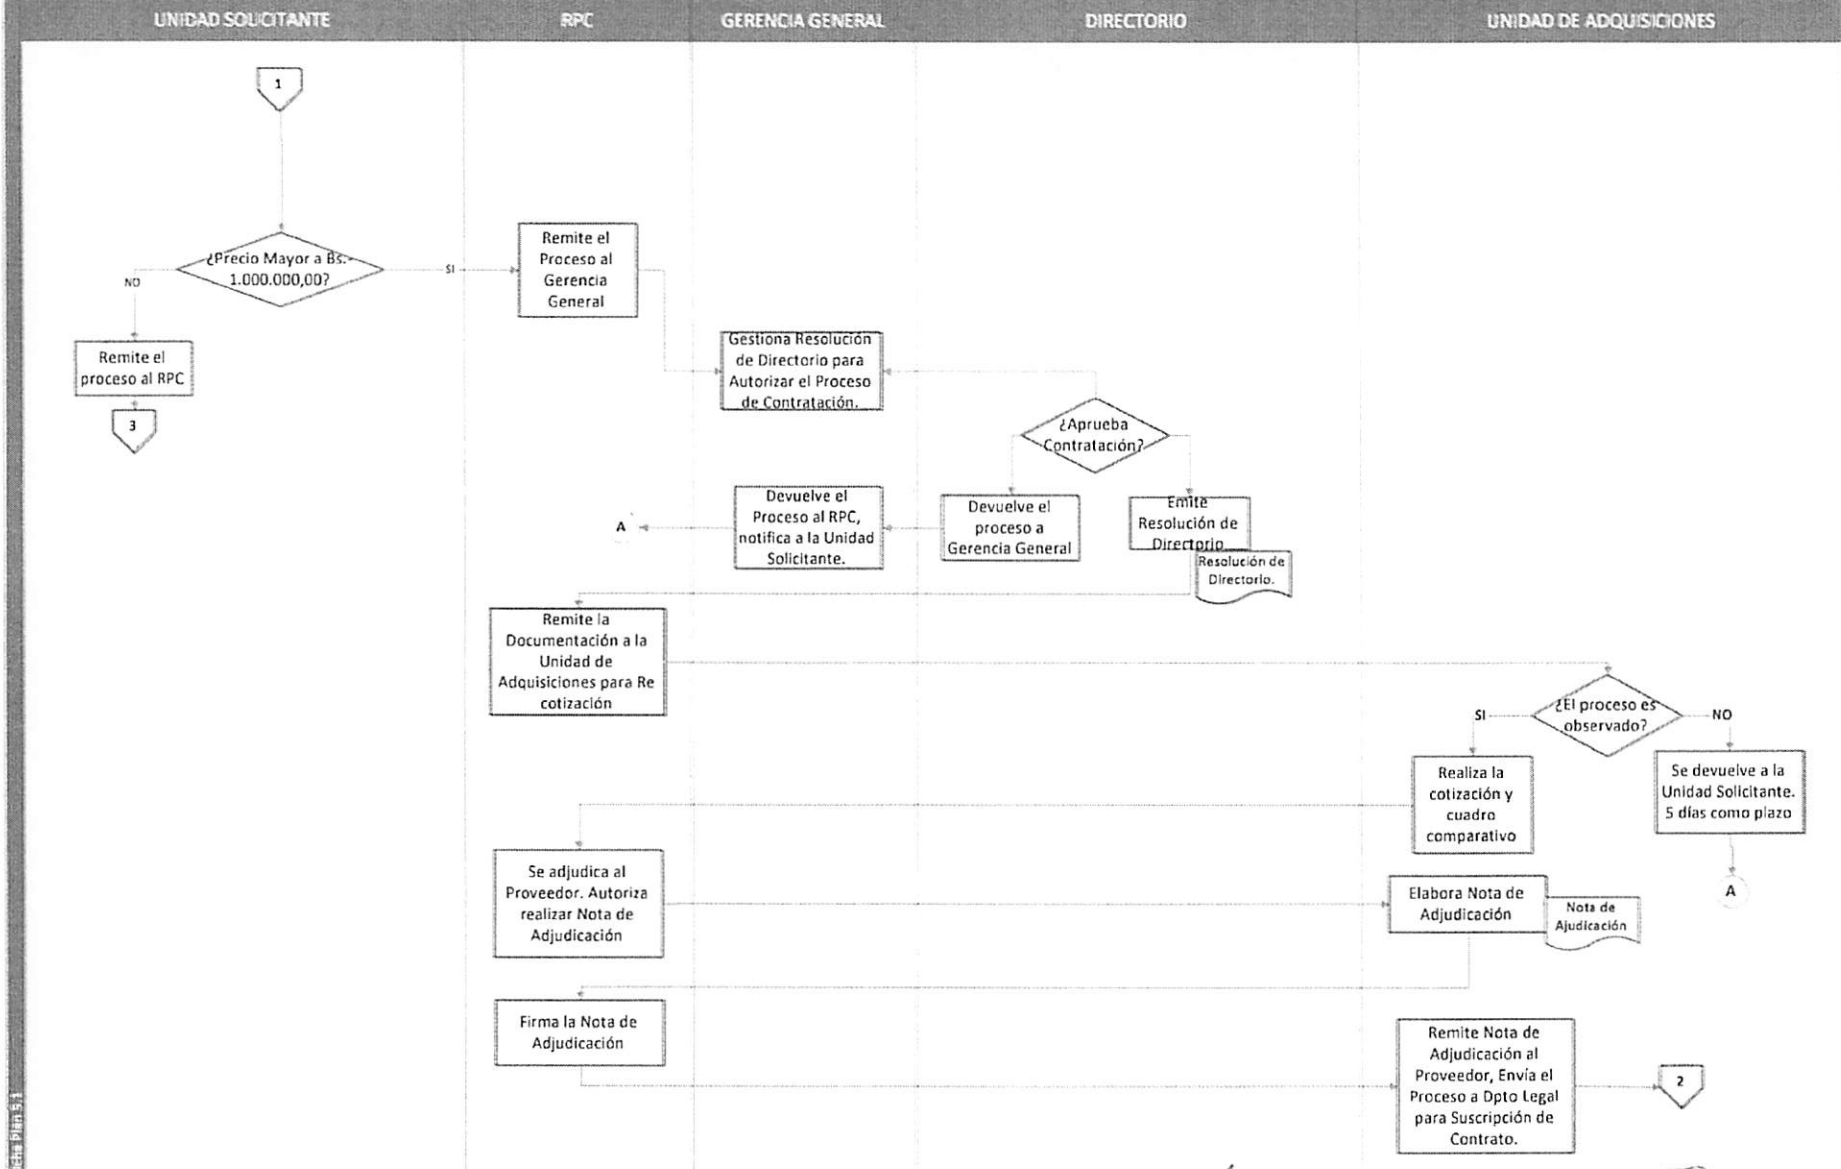 UNIDAD SOLICITANTE
RPC
GERENCIA GENERAL
DIRECTORIO
UNIDAD DE ADQUISICIONES
1
¿Precio Mayor a Bs.-
1.000.000,00?
NO
SI
Remite el
proceso al RPC
3
Remite el
Proceso al
Gerencia
General
Gestiona Resolución
de Directorio para
Autorizar el Proceso
de Contratación.
¿Aprueba
Contratación?
A
Devuelve el
Proceso al RPC,
notifica a la Unidad
Solicitante.
Devuelve el
proceso a
Gerencia General
Emite
Resolución de
Directorio
Resolución de
Directorio.
Remite la
Documentación a la
Unidad de
Adquisiciones para Re
cotización
¿El proceso es
observado?
SI
NO
Realiza la
cotización y
cuadro
comparativo
Se devuelve a la
Unidad Solicitante.
5 días como plazo
A
Se adjudica al
Proveedor. Autoriza
realizar Nota de
Adjudicación
Elabora Nota de
Adjudicación
Nota de
Ajudicación
Firma la Nota de
Adjudicación
Remite Nota de
Adjudicación al
Proveedor, Envía el
Proceso a Dpto Legal
para Suscripción de
Contrato.
2
Plan 5.1